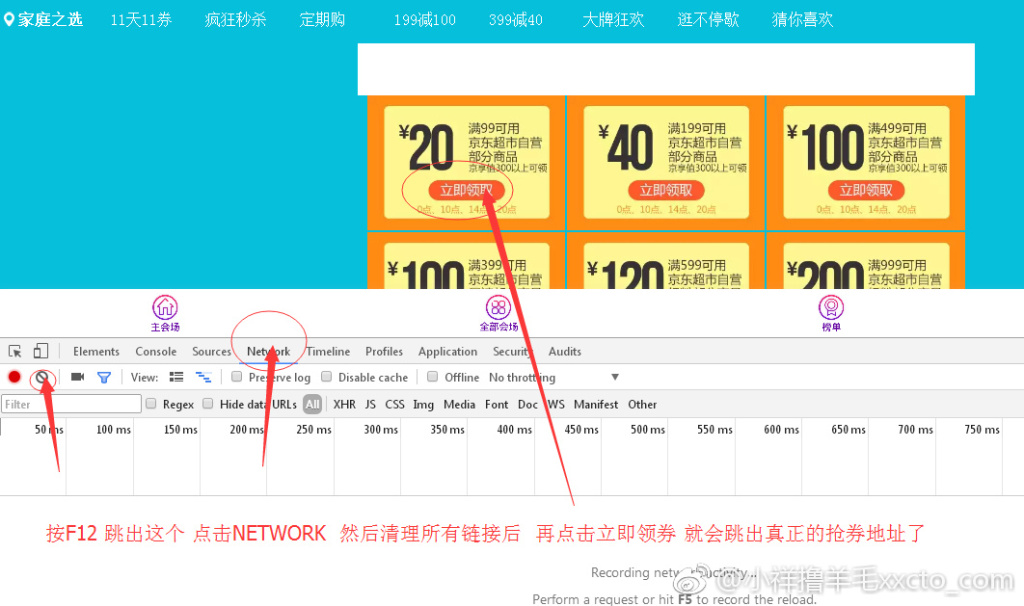 家庭之选 11天11券 疯狂秒杀 定期购 199减100 399减40 大牌狂欢 逛不停歇 猜你喜欢
¥20 满99可用
京东超市自营
部分商品
京享值300以上可领
立即领取
0点、10点、14点、20点
¥40 满199可用
京东超市自营
部分商品
京享值300以上可领
立即领取
0点、10点、14点、20点
¥100 满499可用
京东超市自营
部分商品
京享值300以上可领
立即领取
0点、10点、14点、20点
¥100 满399可用
京东超市自营
¥120 满599可用
京东超市自营
¥200 满999可用
京东超市自营
主会场 全部会场 榜单
Elements Console Sources Network Timeline Profiles Application Security Audits
View: Preserve log Disable cache Offline No throttling
Filter Regex Hide data URLs All XHR JS CSS Img Media Font Doc WS Manifest Other
50 ms 100 ms 150 ms 200 ms 250 ms 300 ms 350 ms 400 ms 450 ms 500 ms 550 ms 600 ms 650 ms 700 ms 750 ms
按F12 跳出这个 点击NETWORK 然后清理所有链接后 再点击立即领券 就会跳出真正的抢券地址了
Recording network activity...
@小祥撸羊毛xxcto_com
Perform a request or hit F5 to record the reload.